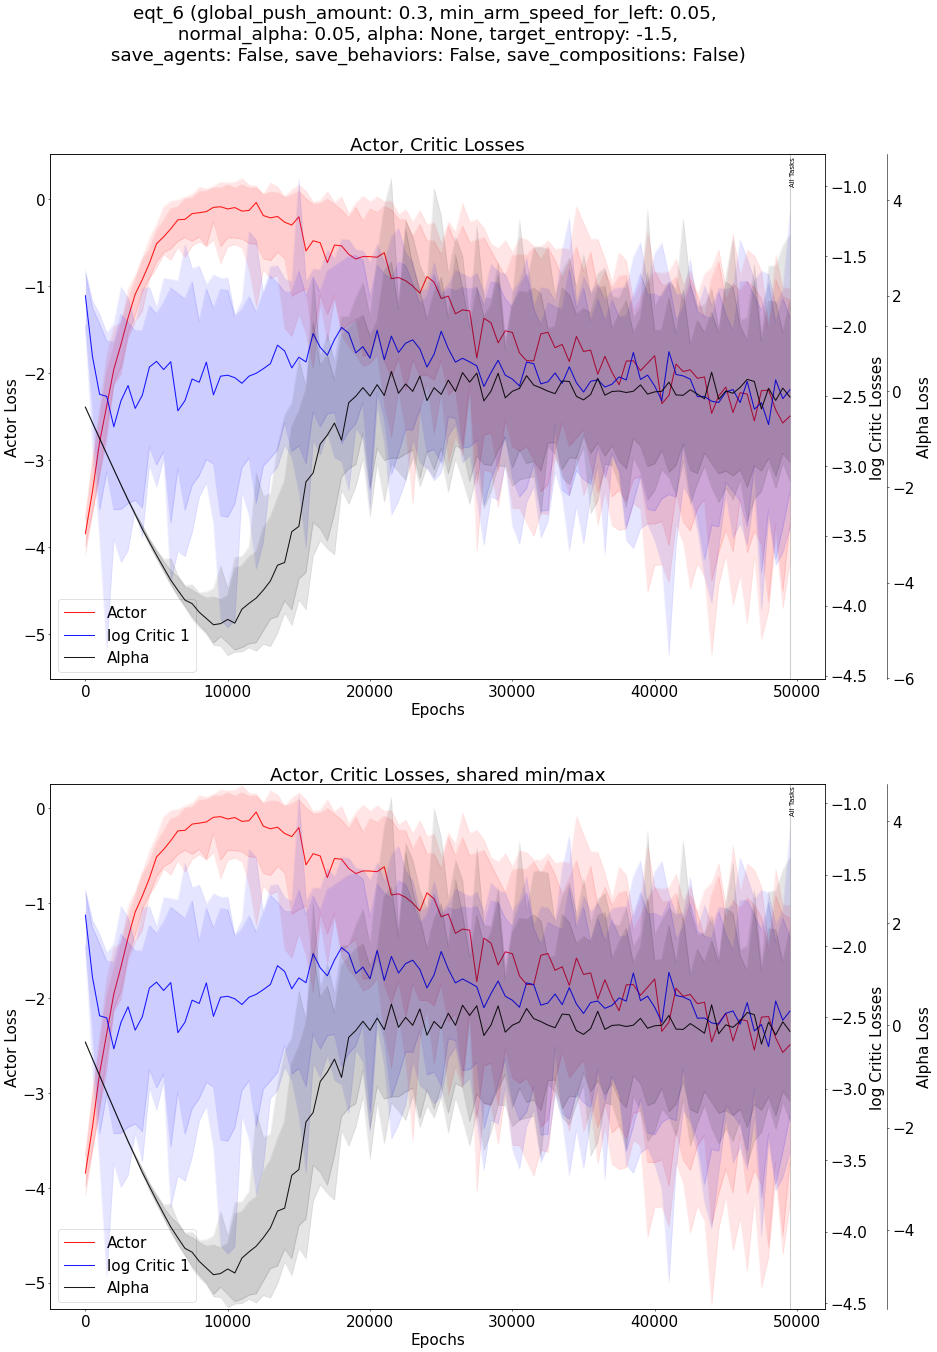 eqt_6 (global_push_amount: 0.3, min_arm_speed_for_left: 0.05,
normal_alpha: 0.05, alpha: None, target_entropy: -1.5,
save_agents: False, save_behaviors: False, save_compositions: False)
Actor, Critic Losses
All Tasks
0
−1
−2
−3
−4
−5
Actor Loss
−1.0
−1.5
−2.0
−2.5
−3.0
−3.5
−4.0
−4.5
log Critic Losses
4
2
0
−2
−4
−6
Alpha Loss
Actor
log Critic 1
Alpha
0 10000 20000 30000 40000 50000
Epochs
Actor, Critic Losses, shared min/max
All Tasks
0
−1
−2
−3
−4
−5
Actor Loss
−1.0
−1.5
−2.0
−2.5
−3.0
−3.5
−4.0
−4.5
log Critic Losses
4
2
0
−2
−4
Alpha Loss
Actor
log Critic 1
Alpha
0 10000 20000 30000 40000 50000
Epochs